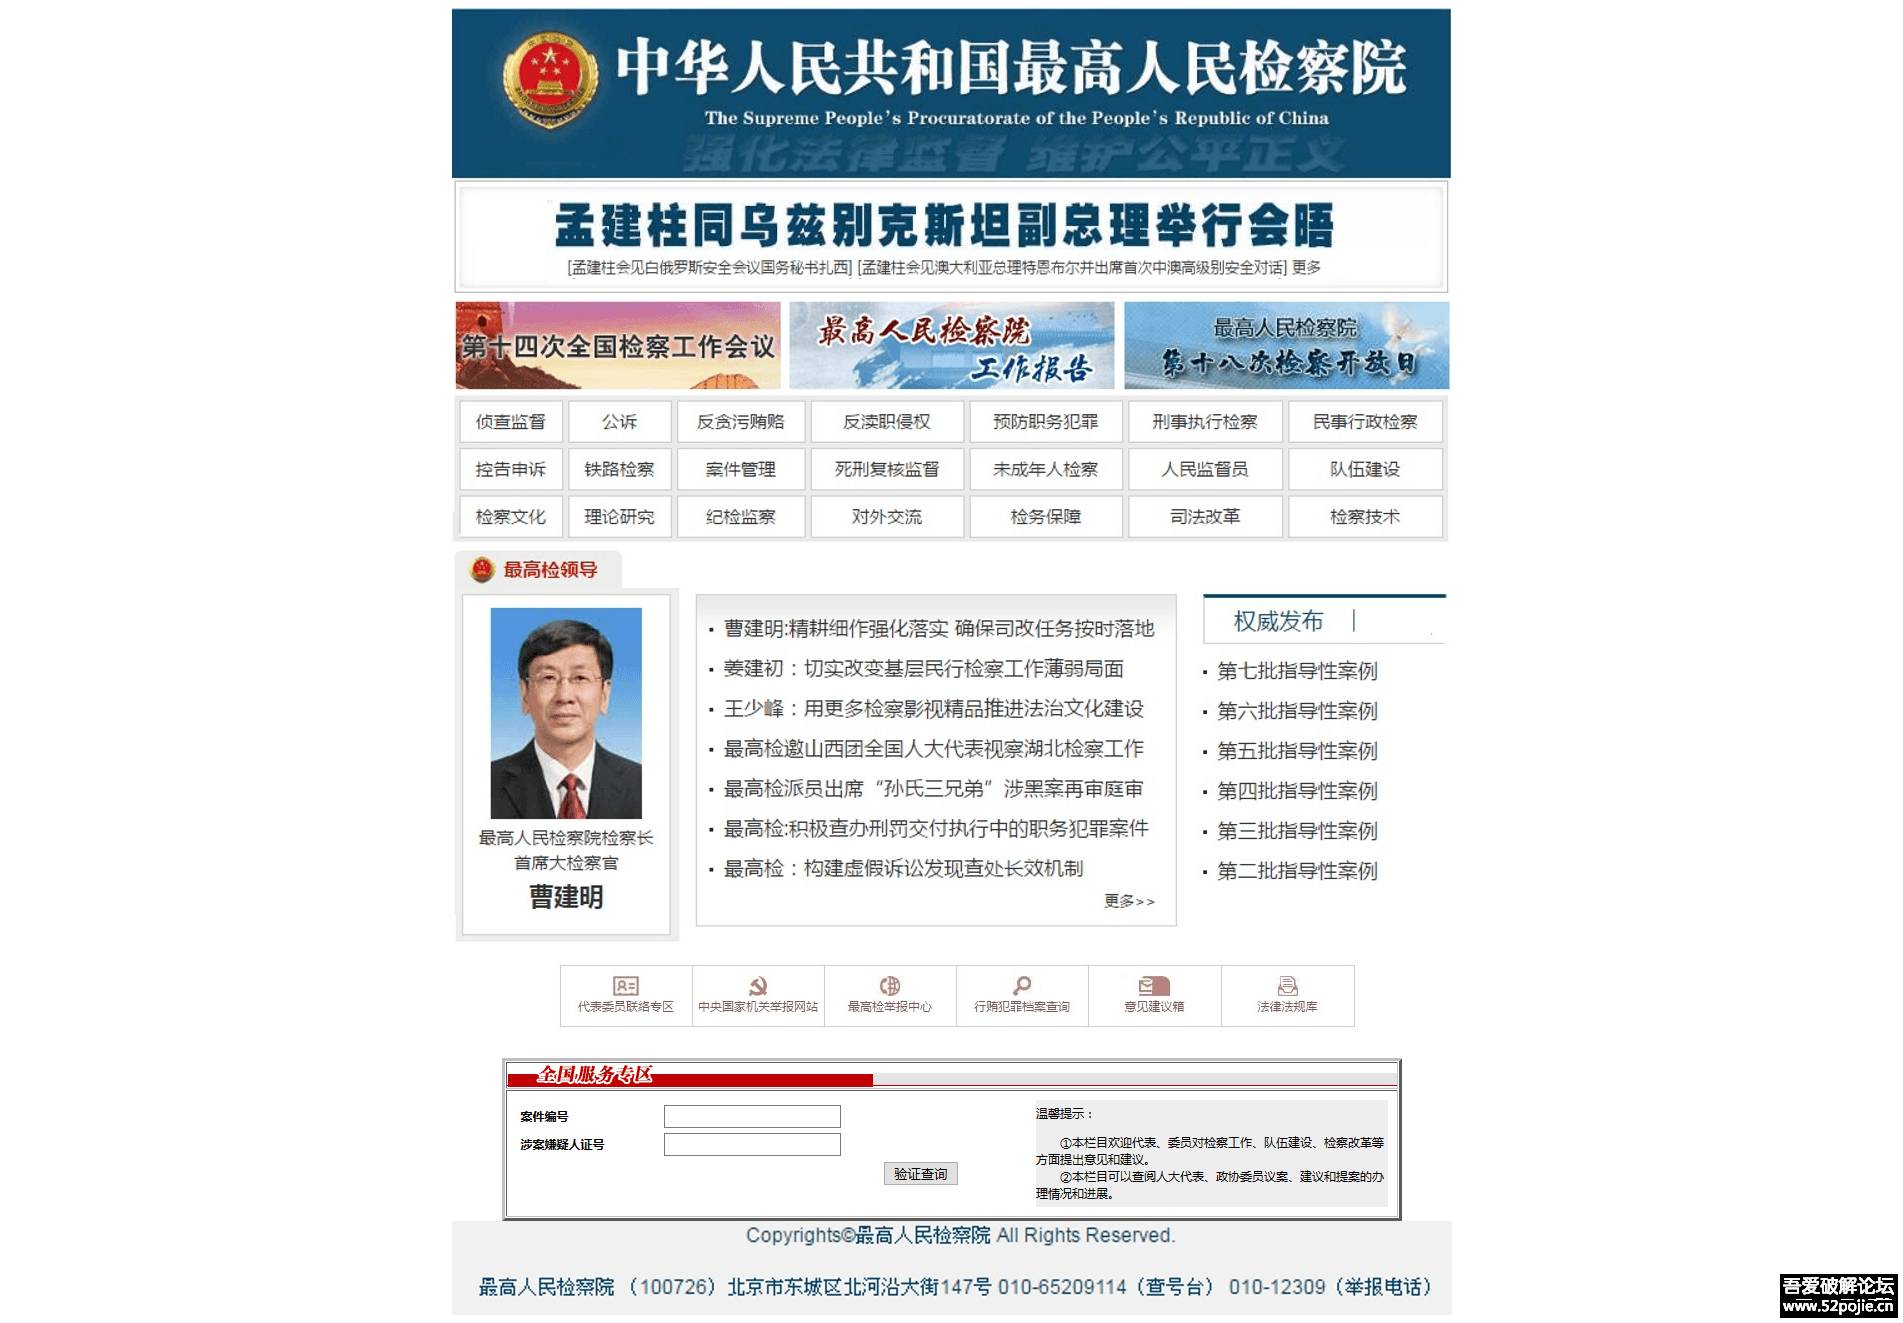 中华人民共和国最高人民检察院
The Supreme People's Procuratorate of the People's Republic of China
强化法律监督 维护公平正义
孟建柱同乌兹别克斯坦副总理举行会晤
[孟建柱会见白俄罗斯安全会议国务秘书扎西] [孟建柱会见澳大利亚总理特恩布尔并出席首次中澳高级别安全对话] 更多
第十四次全国检察工作会议
最高人民检察院
工作报告
最高人民检察院
第十八次检察开放日
侦查监督 公诉 反贪污贿赂 反渎职侵权 预防职务犯罪 刑事执行检察 民事行政检察
控告申诉 铁路检察 案件管理 死刑复核监督 未成年人检察 人民监督员 队伍建设
检察文化 理论研究 纪检监察 对外交流 检务保障 司法改革 检察技术
最高检领导
最高人民检察院检察长
首席大检察官
曹建明
· 曹建明:精耕细作强化落实 确保司改任务按时落地
· 姜建初：切实改变基层民行检察工作薄弱局面
· 王少峰：用更多检察影视精品推进法治文化建设
· 最高检邀山西团全国人大代表视察湖北检察工作
· 最高检派员出席“孙氏三兄弟”涉黑案再审庭审
· 最高检:积极查办刑罚交付执行中的职务犯罪案件
· 最高检：构建虚假诉讼发现查处长效机制
更多>>
权威发布
· 第七批指导性案例
· 第六批指导性案例
· 第五批指导性案例
· 第四批指导性案例
· 第三批指导性案例
· 第二批指导性案例
代表委员联络专区 中央国家机关举报网站 最高检举报中心 行贿犯罪档案查询 意见建议箱 法律法规库
全国服务专区
案件编号
涉案嫌疑人证号
验证查询
温馨提示：
①本栏目欢迎代表、委员对检察工作、队伍建设、检察改革等
方面提出意见和建议。
②本栏目可以查阅人大代表、政协委员议案、建议和提案的办
理情况和进展。
Copyrights©最高人民检察院 All Rights Reserved.
最高人民检察院 （100726）北京市东城区北河沿大街147号 010-65209114（查号台） 010-12309（举报电话）
吾爱破解论坛
www.52pojie.cn